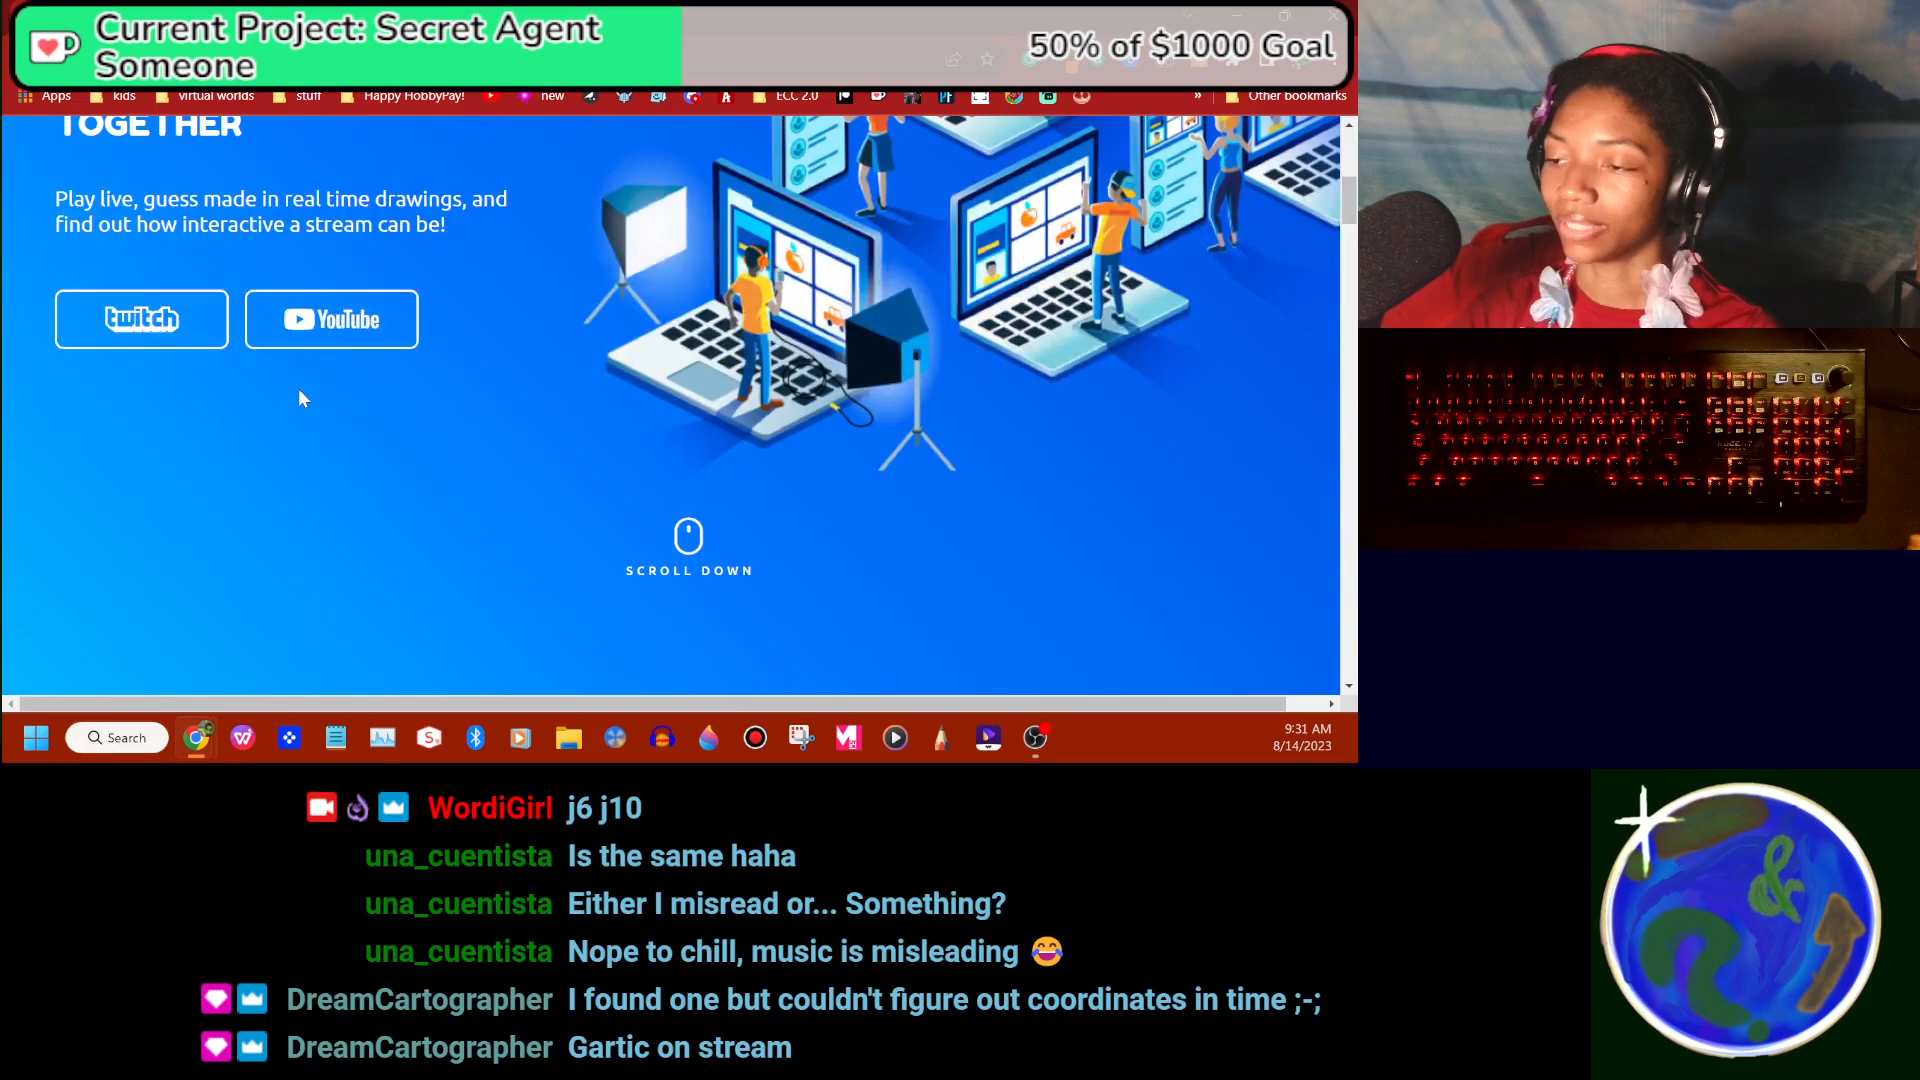 Current Project: Secret Agent
Someone
50% of $1000 Goal
Apps
kids
virtual worlds
stuff
Happy HobbyPay!
new
A
ECC 2.0
PF
»
Other bookmarks
TOGETHER
Play live, guess made in real time drawings, and
find out how interactive a stream can be!
twitch
YouTube
SCROLL DOWN
Search
9:31 AM
8/14/2023
WordiGirl j6 j10
una_cuentista Is the same haha
una_cuentista Either I misread or... Something?
una_cuentista Nope to chill, music is misleading 😂
DreamCartographer I found one but couldn't figure out coordinates in time ;-;
DreamCartographer Gartic on stream
&